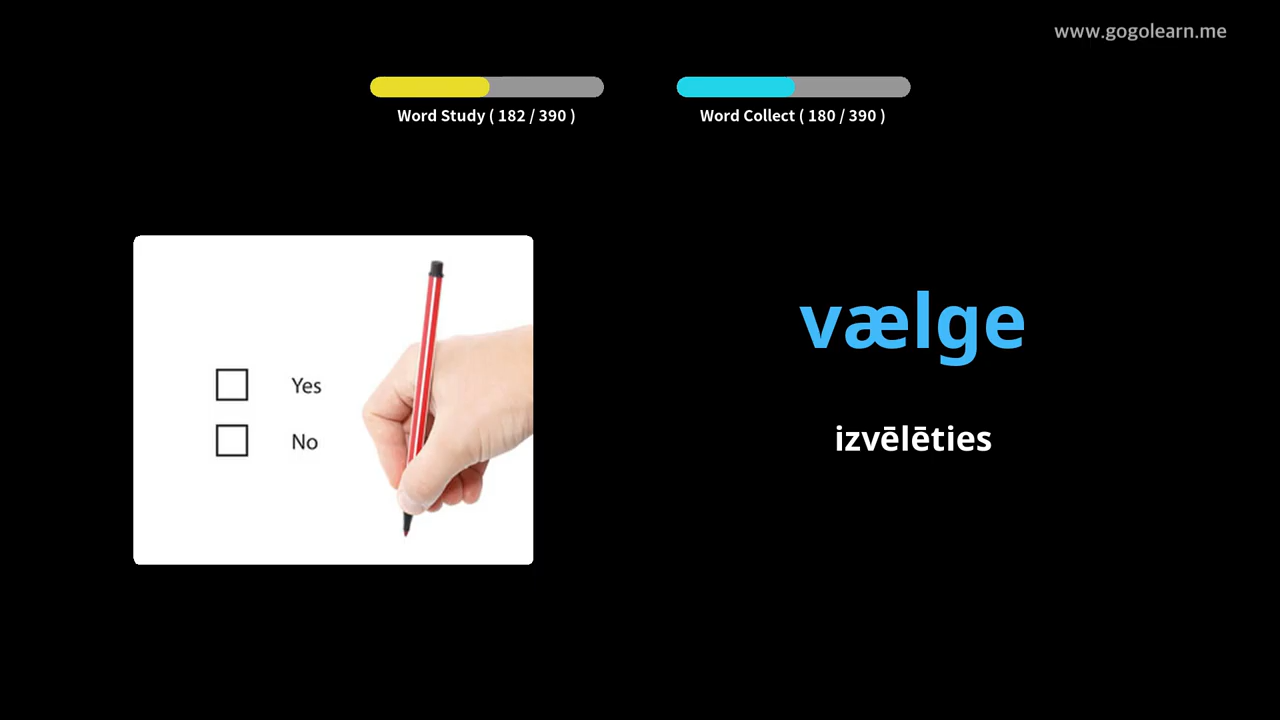 www.gogolearn.me
Word Study ( 182 / 390 )
Word Collect ( 180 / 390 )
Yes
No
vælge
izvēlēties